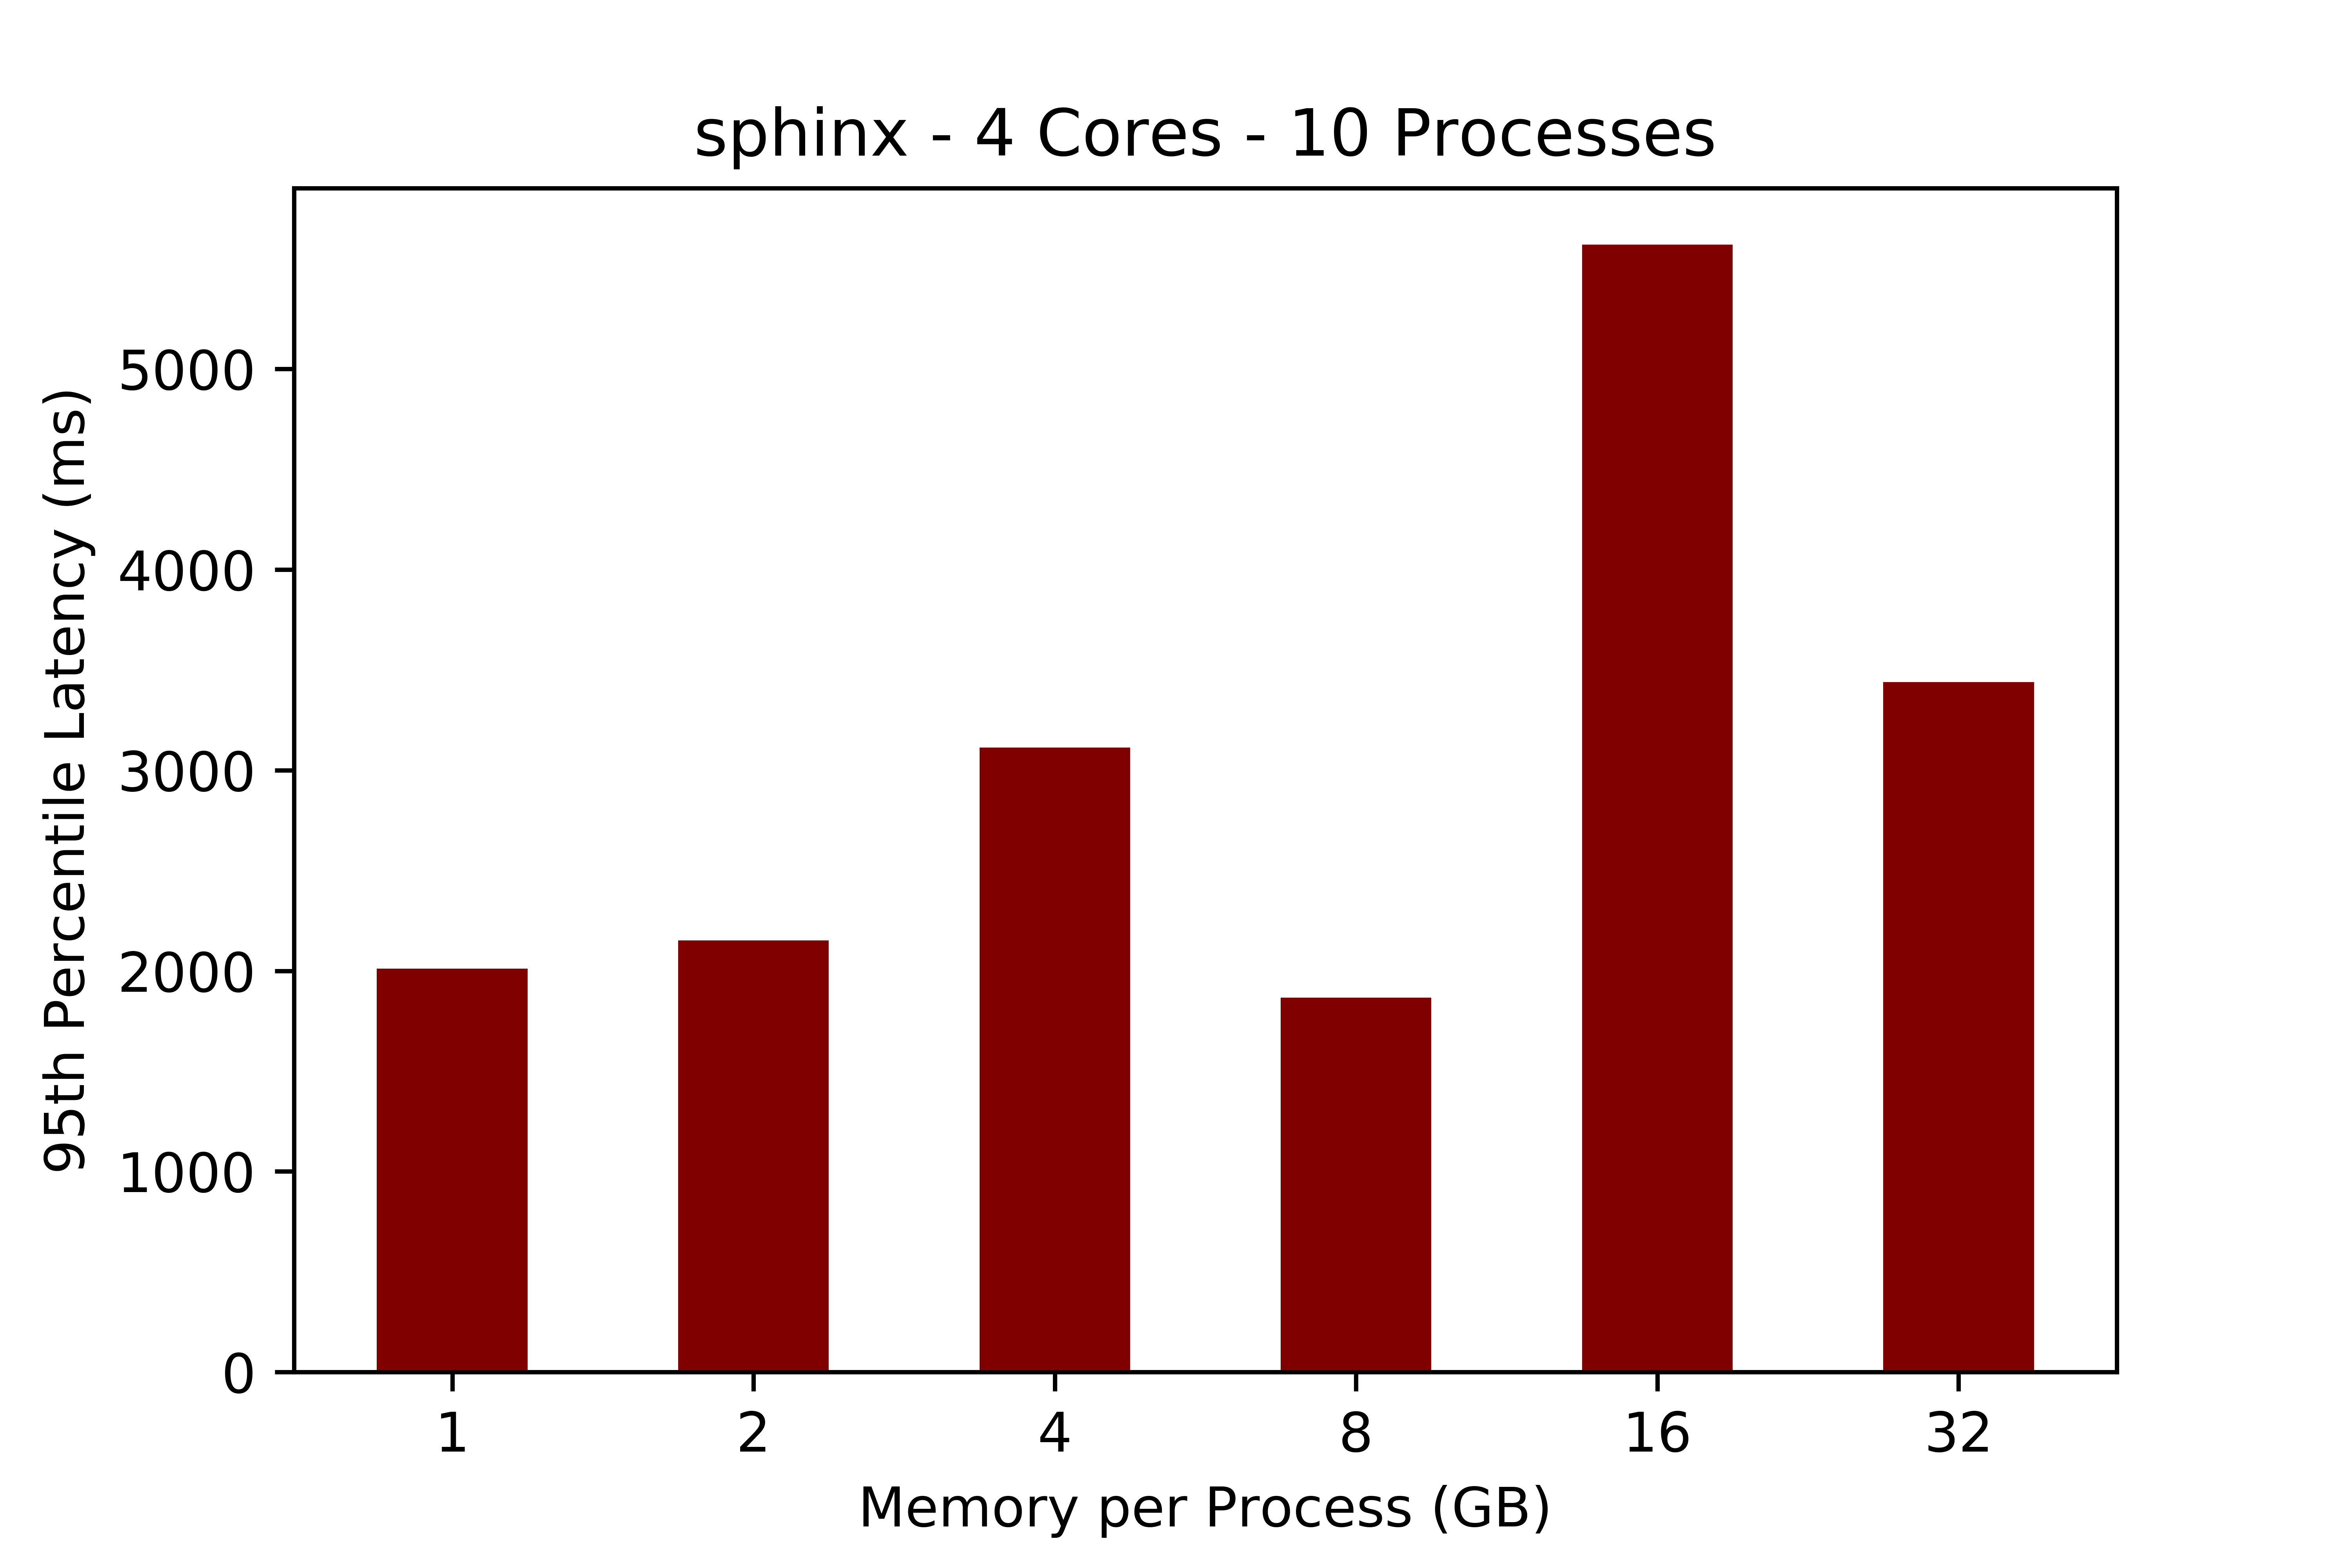 sphinx - 4 Cores - 10 Processes
95th Percentile Latency (ms)
5000
4000
3000
2000
1000
0
1 2 4 8 16 32
Memory per Process (GB)